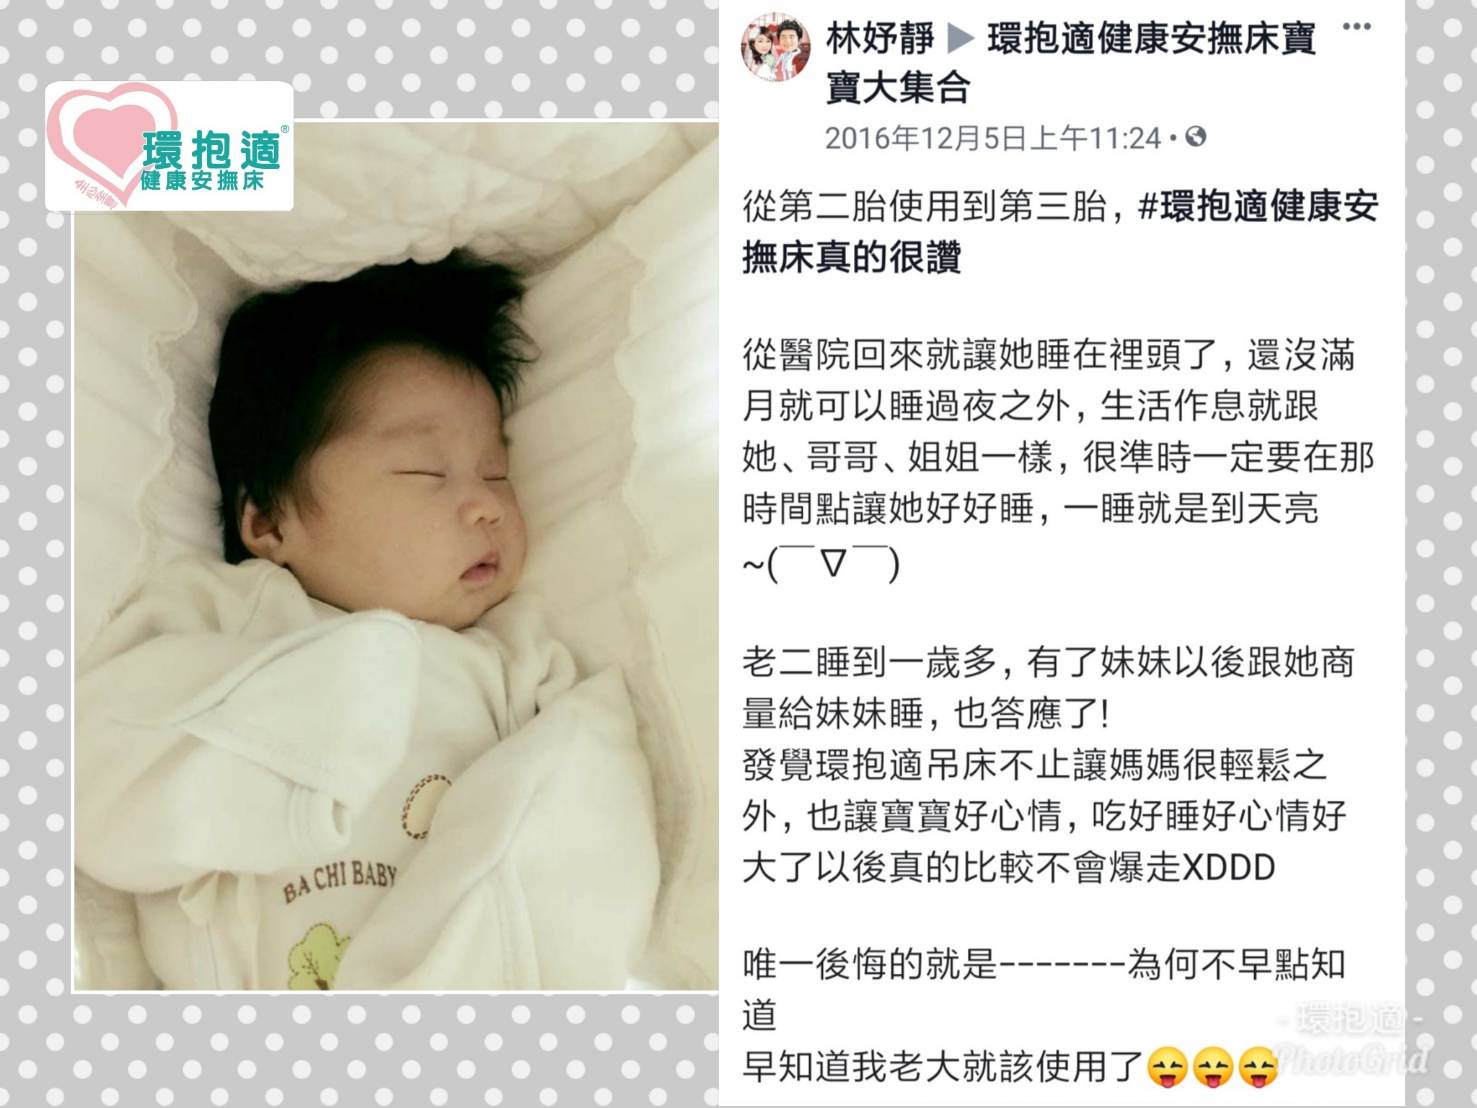 環抱適®
健康安撫床
BA CHI BABY
林妤靜 ▶ 環抱適健康安撫床寶
寶大集合
2016年12月5日上午11:24 •
從第二胎使用到第三胎，#環抱適健康安
撫床真的很讚
從醫院回來就讓她睡在裡頭了，還沒滿
月就可以睡過夜之外，生活作息就跟
她、哥哥、姐姐一樣，很準時一定要在那
時間點讓她好好睡，一睡就是到天亮
~(￣▽￣)
老二睡到一歲多，有了妹妹以後跟她商
量給妹妹睡，也答應了!
發覺環抱適吊床不止讓媽媽很輕鬆之
外，也讓寶寶好心情，吃好睡好心情好
大了以後真的比較不會爆走XDDD
唯一後悔的就是-------為何不早點知
道
早知道我老大就該使用了😝😝😝
- 環抱適 -
PhotoGrid